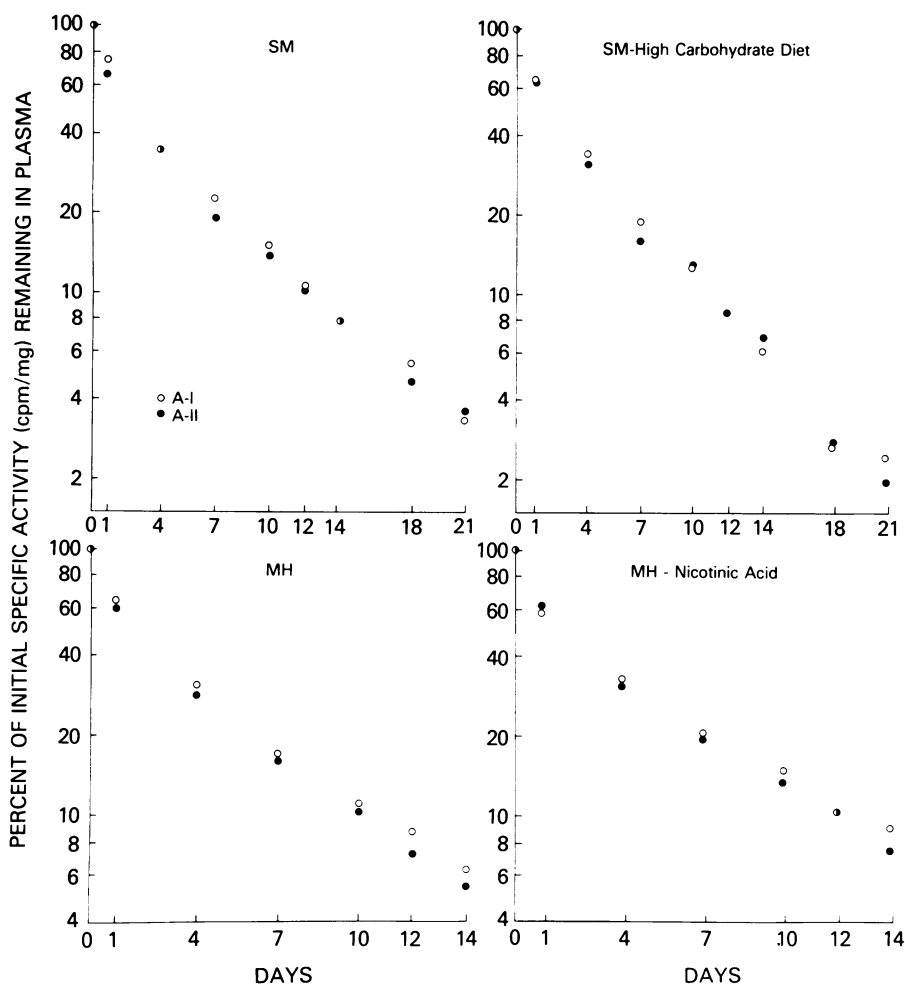 PERCENT OF INITIAL SPECIFIC ACTIVITY (cpm/mg) REMAINING IN PLASMA
SM
100
80
60
40
20
10
8
6
4
2
A-I
A-II
0 1 4 7 10 12 14 18 21
SM-High Carbohydrate Diet
100
80
60
40
20
10
8
6
4
2
0 1 4 7 10 12 14 18 21
MH
100
80
60
40
20
10
8
6
4
0 1 4 7 10 12 14
DAYS
MH - Nicotinic Acid
100
80
60
40
20
10
8
6
4
0 1 4 7 10 12 14
DAYS